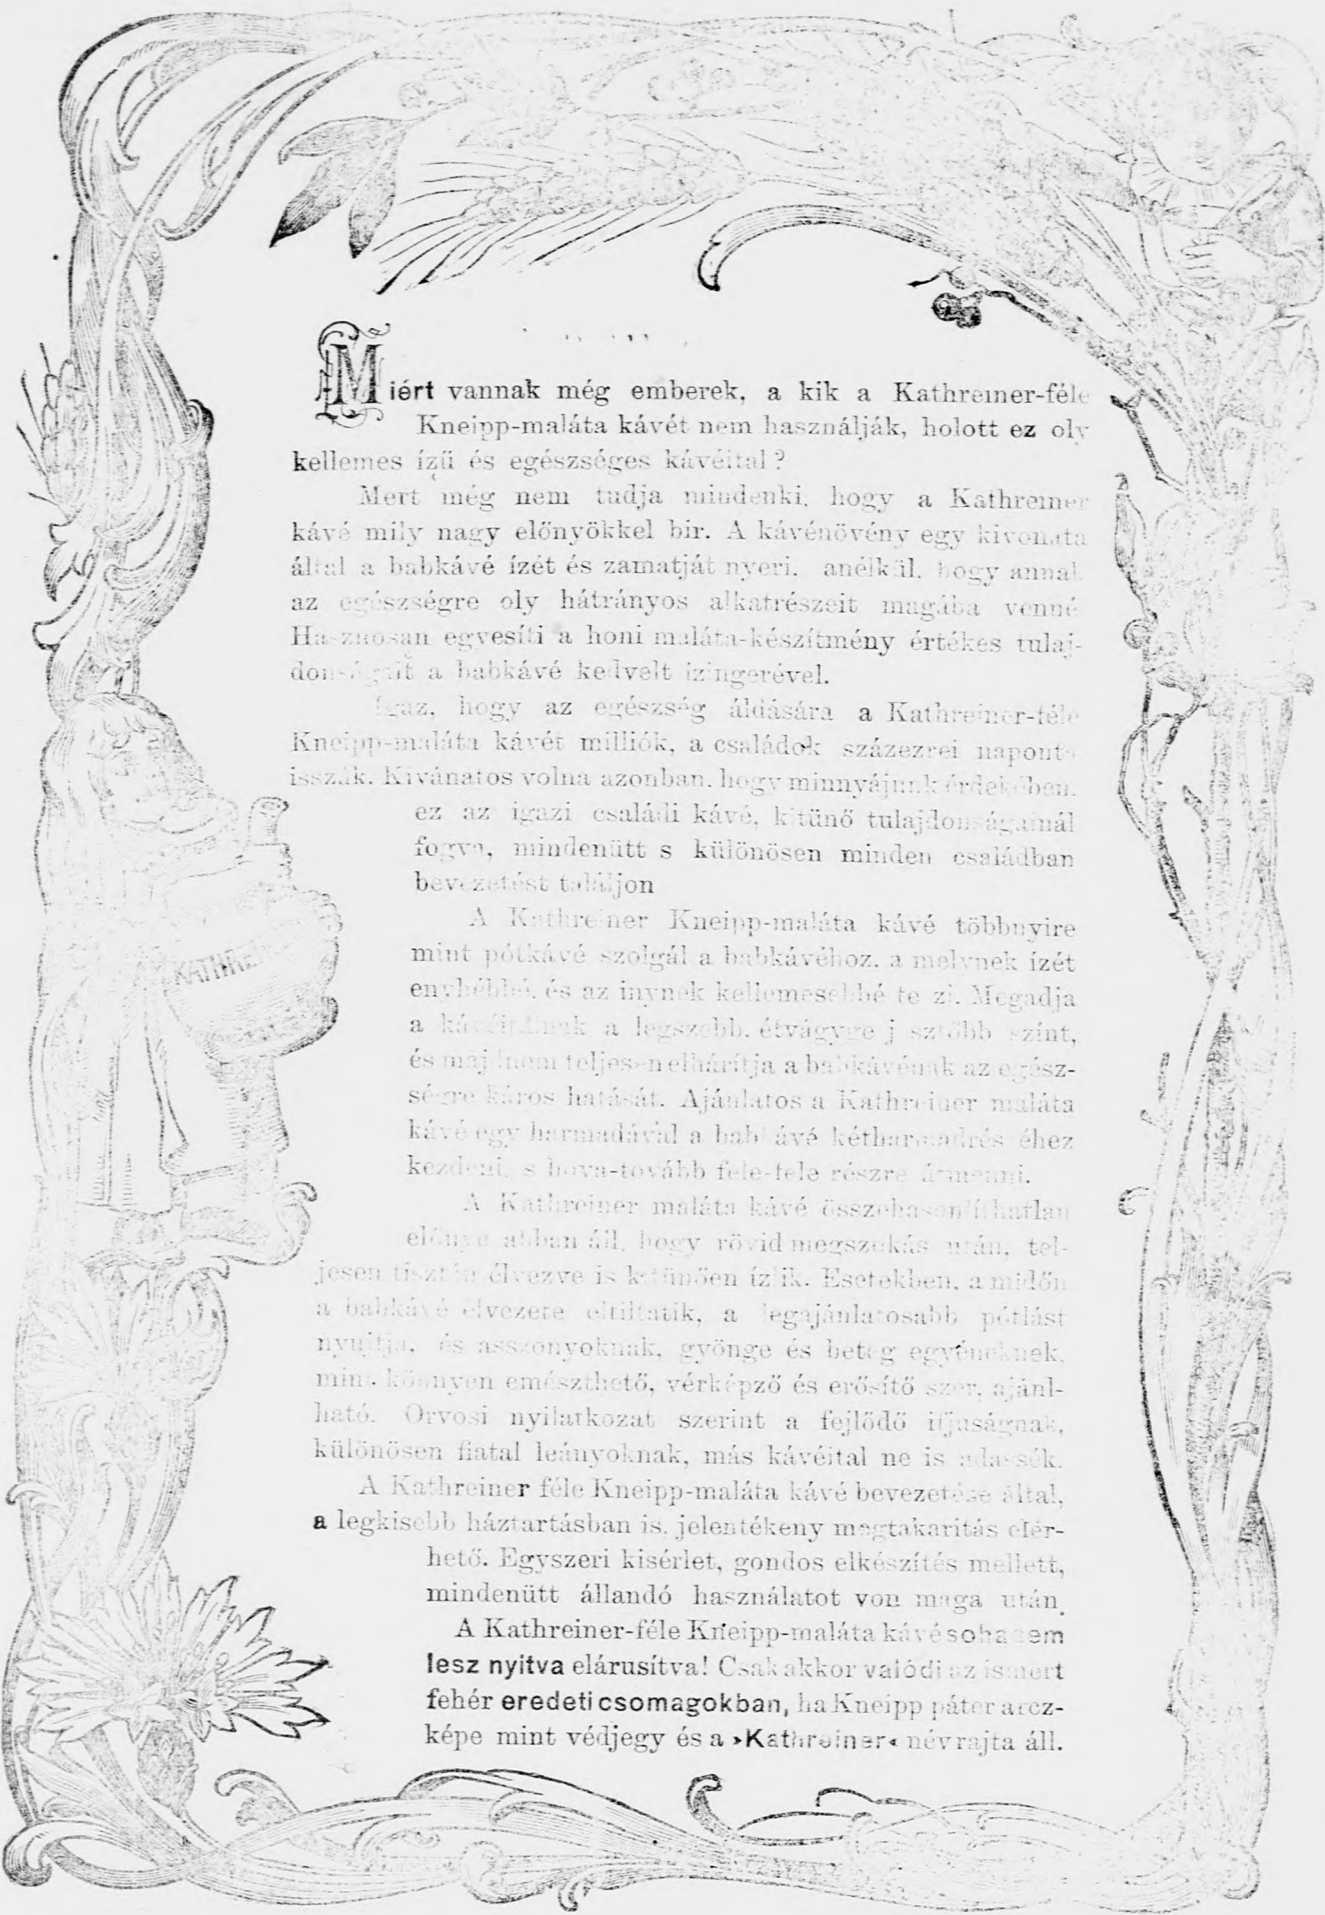 Miért vannak még emberek, a kik a Kathreiner-féle
Kneipp-maláta kávét nem használják, holott ez oly
kellemes ízű és egészséges kávéital?
Mert még nem tudja mindenki, hogy a Kathreiner
kávé mily nagy előnyökkel bir. A kávénövény egy kivonata
által a babkávé ízét és zamatját nyeri, anélkül, hogy annak
az egészségre oly hátrányos alkatrészeit magába venné.
Hasznosan egyesíti a honi maláta-készítmény értékes tulaj-
donságait a babkávé kedvelt ízingerével.
Igaz, hogy az egészség áldására a Kathreiner-féle
Kneipp-maláta kávét milliók, a családok százezrei naponta
isszák. Kivánatos volna azonban, hogy minnyájunk érdekében,
ez az igazi családi kávé, kitünő tulajdonságainál
fogva, mindenütt s különösen minden családban
bevezetést találjon
A Kathreiner Kneipp-maláta kávé többnyire
mint pótkávé szolgál a babkávéhoz, a melynek ízét
enyhébbé, és az inynek kellemesebbé teszi. Megadja
a kávéitalnak a legszebb, étvágygejsztőbb színt,
és majdnem teljesen elhárítja a babkávénak az egész-
ségre káros hatását. Ajánlatos a Kathreiner maláta
kávé egy harmadával a babkávé kétharmadrészéhez
kezdeni, s hova-tovább fele-fele részre átmenni.
A Kathreiner maláta kávé összehasonlíthatlan
előnye abban áll, hogy rövid megszokás után, tel-
jesen tisztán élvezve is kitünően ízlik. Esetekben, a midőn
a babkávé élvezete eltiltatik, a legajánlatosabb pótlást
nyujtja, és asszonyoknak, gyönge és beteg egyéneknek,
mint könnyen emészthető, vérképző és erősítő szer, ajánl-
ható. Orvosi nyilatkozat szerint a fejlődő ifjuságnak,
különösen fiatal leányoknak, más kávéital ne is adassék.
A Kathreiner féle Kneipp-maláta kávé bevezetése által,
a legkisebb háztartásban is, jelentékeny megtakaritás elér-
hető. Egyszeri kisérlet, gondos elkészítés mellett,
mindenütt állandó használatot von maga után.
A Kathreiner-féle Kneipp-maláta kávé sohasem
lesz nyitva elárusítva! Csak akkor valódi az ismert
fehér eredeti csomagokban, ha Kneipp páter arcz-
képe mint védjegy és a »Kathreiner« név rajta áll.